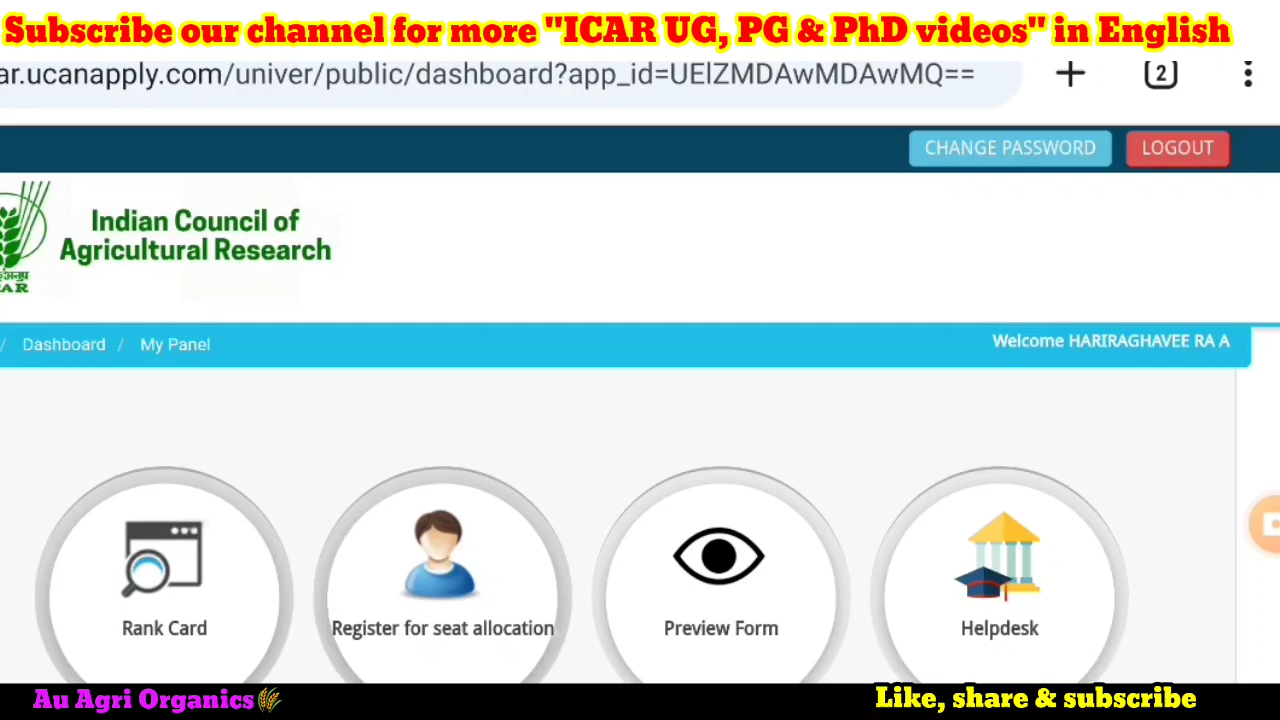 Subscribe our channel for more "ICAR UG, PG & PhD videos" in English
ar.ucanapply.com/univer/public/dashboard?app_id=UElZMDAwMDAwMQ==
2
CHANGE PASSWORD
LOGOUT
Indian Council of
Agricultural Research
/ Dashboard / My Panel
Welcome HARIRAGHAVEE RA A
Rank Card
Register for seat allocation
Preview Form
Helpdesk
Au Agri Organics🌾
Like, share & subscribe